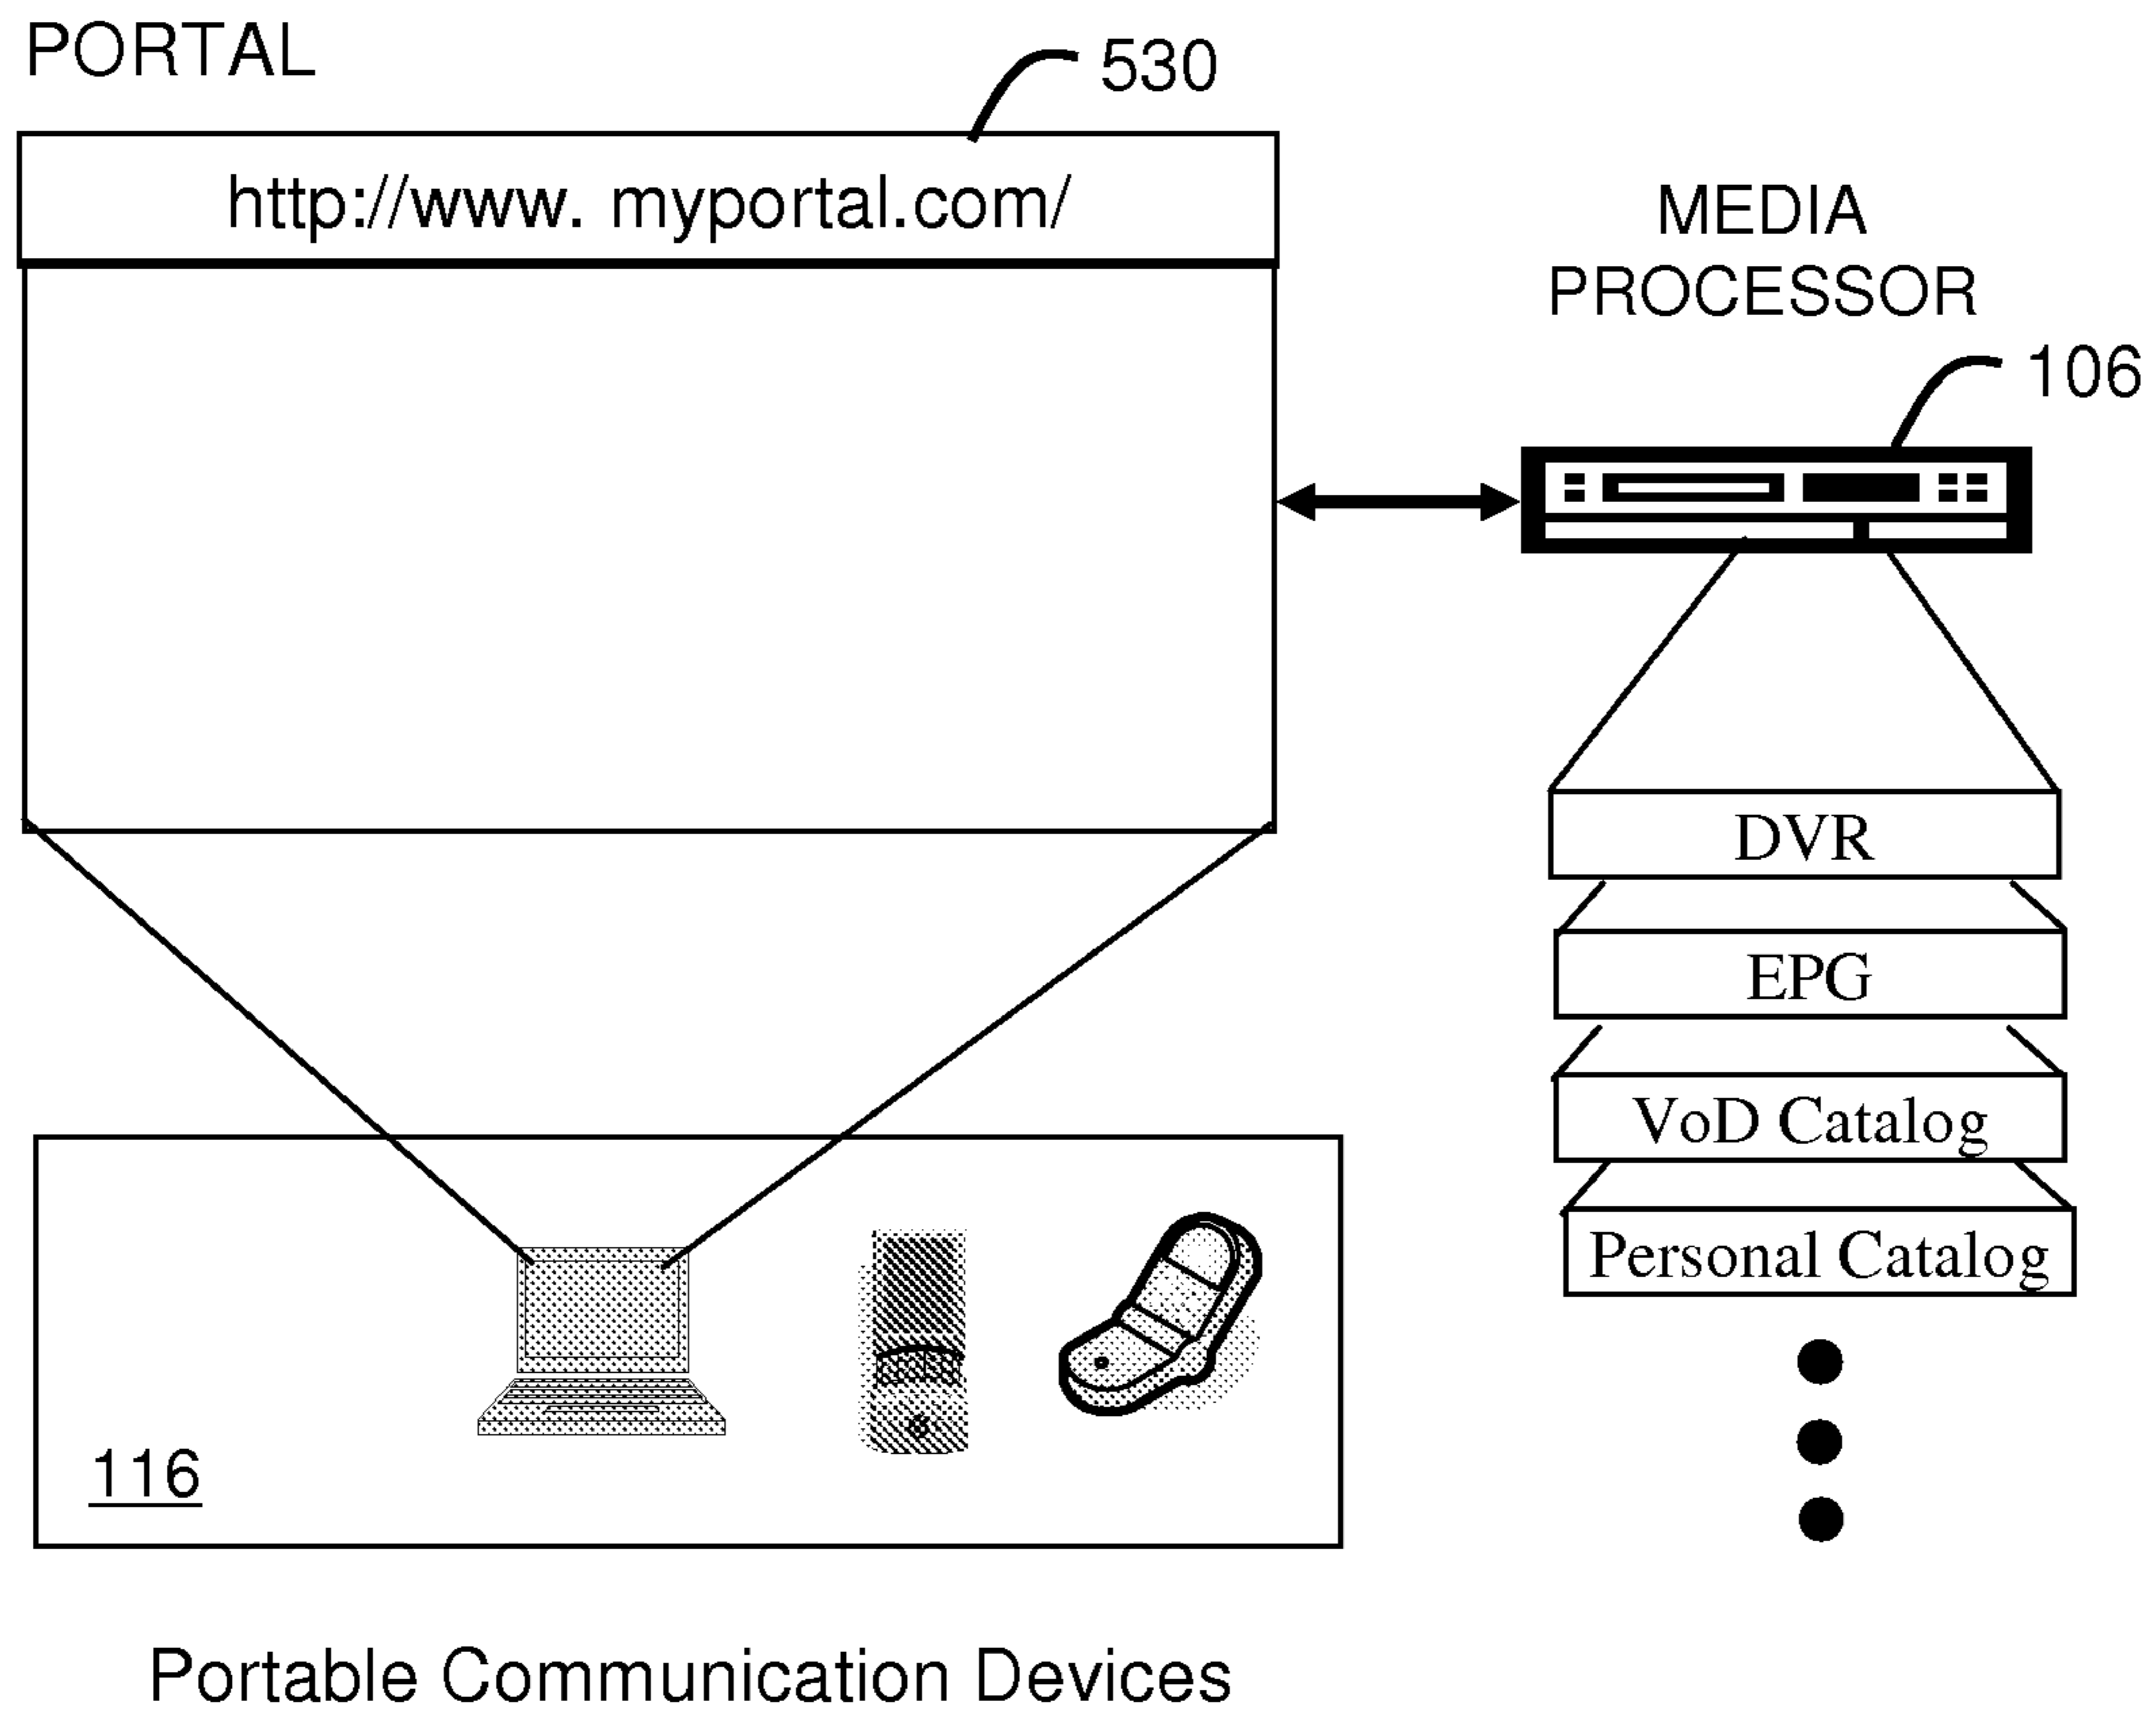 PORTAL
530
http://www. myportal.com/
MEDIA
PROCESSOR
106
DVR
EPG
VoD Catalog
Personal Catalog
116
Portable Communication Devices